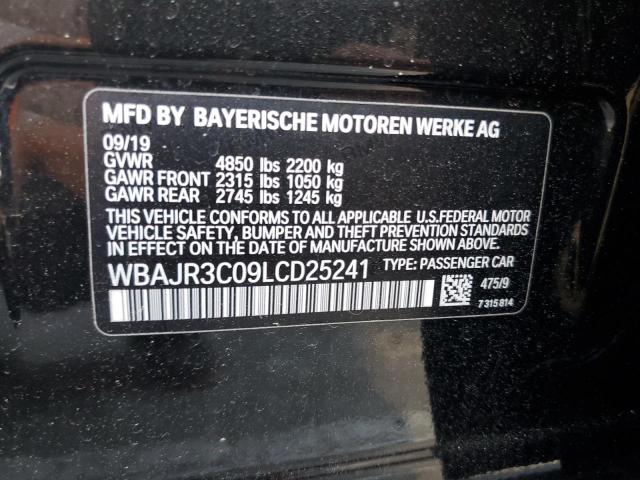 MFD BY BAYERISCHE MOTOREN WERKE AG
09/19
GVWR 4850 lbs 2200 kg
GAWR FRONT 2315 lbs 1050 kg
GAWR REAR 2745 lbs 1245 kg
THIS VEHICLE CONFORMS TO ALL APPLICABLE U.S.FEDERAL MOTOR
VEHICLE SAFETY, BUMPER AND THEFT PREVENTION STANDARDS
IN EFFECT ON THE DATE OF MANUFACTURE SHOWN ABOVE.
WBAJR3C09LCD25241 TYPE: PASSENGER CAR
475/9
7 315 814